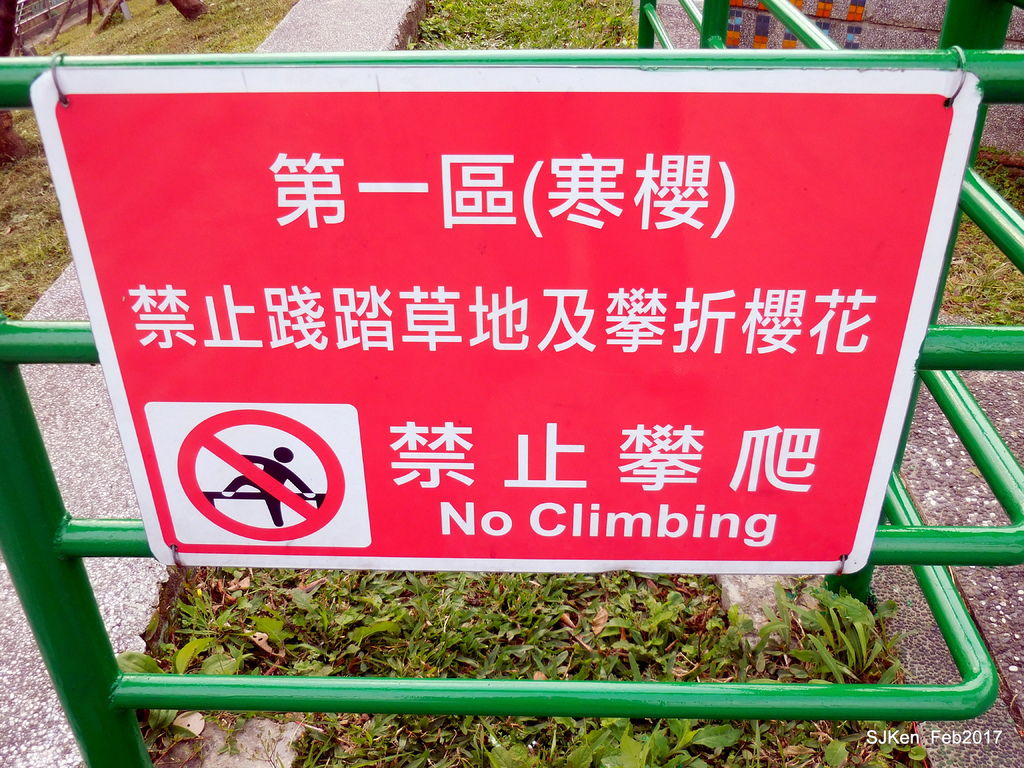 第一區(寒櫻)
禁止踐踏草地及攀折櫻花
禁止攀爬
No Climbing
SJKen Feb2017